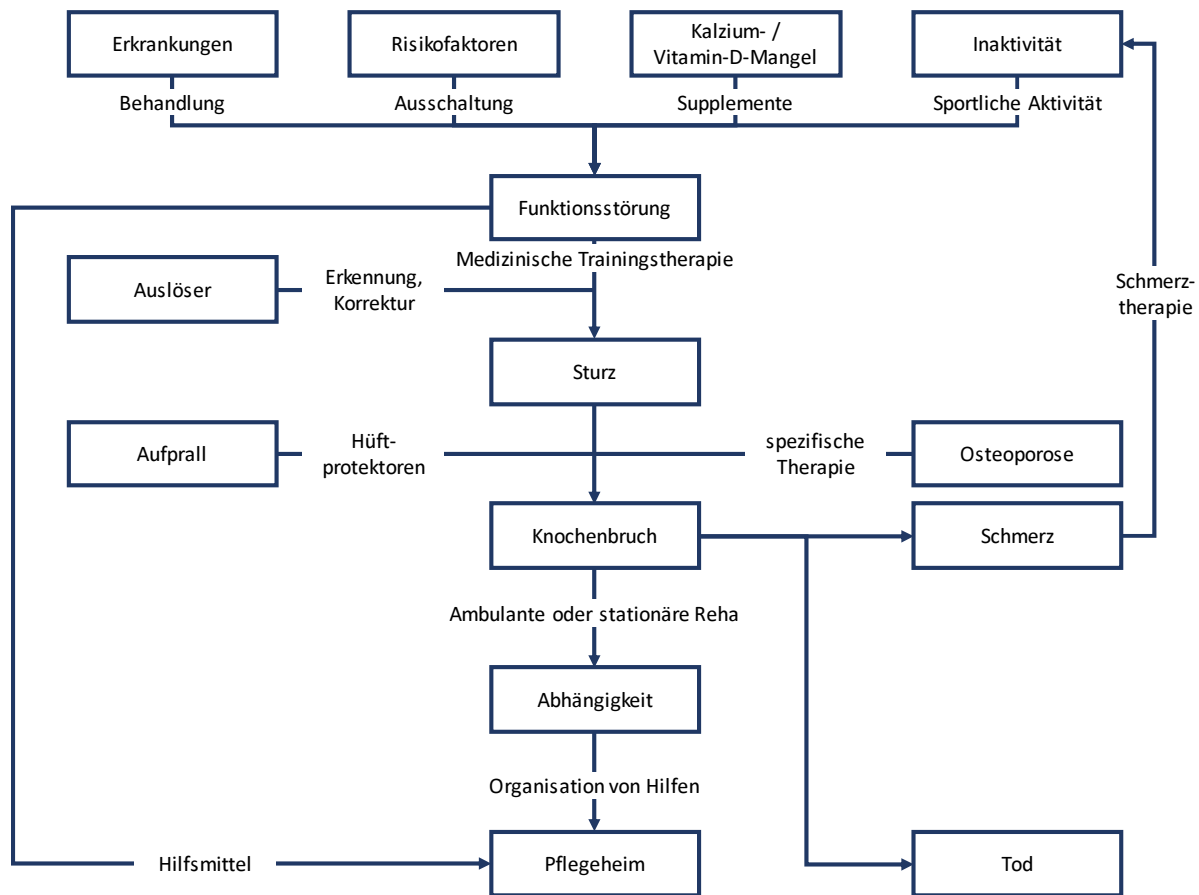 Erkrankungen
Risikofaktoren
Kalzium- /
Vitamin-D-Mangel
Inaktivität
Behandlung
Ausschaltung
Supplemente
Sportliche Aktivität
Funktionsstörung
Medizinische Trainingstherapie
Auslöser
Erkennung,
Korrektur
Schmerz-
therapie
Sturz
Aufprall
Hüft-
protektoren
spezifische
Therapie
Osteoporose
Knochenbruch
Schmerz
Ambulante oder stationäre Reha
Abhängigkeit
Organisation von Hilfen
Hilfsmittel
Pflegeheim
Tod